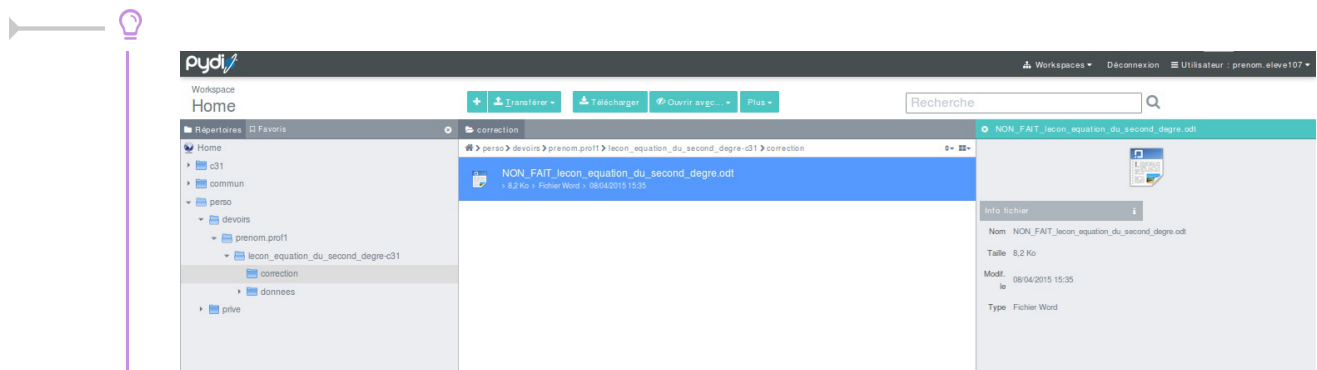 pydi
Workspaces
Déconnexion
Utilisateur : prenom.eleve107
Workspace
Home
Transférer
Télécharger
Ouvrir avec...
Plus
Recherche
Répertoires
Favoris
correction
NON_FAIT_lecon_equation_du_second_degre.odt
Home
perso
devoirs
prenom.prof1
lecon_equation_du_second_degre-c31
correction
c31
commun
perso
devoirs
prenom.prof1
lecon_equation_du_second_degre-c31
correction
donnees
prive
NON_FAIT_lecon_equation_du_second_degre.odt
> 8,2 Ko > Fichier Word > 08/04/2015 15:35
Info fichier
Nom NON_FAIT_lecon_equation_du_second_degre.odt
Taille 8,2 Ko
Modif. le 08/04/2015 15:35
Type Fichier Word